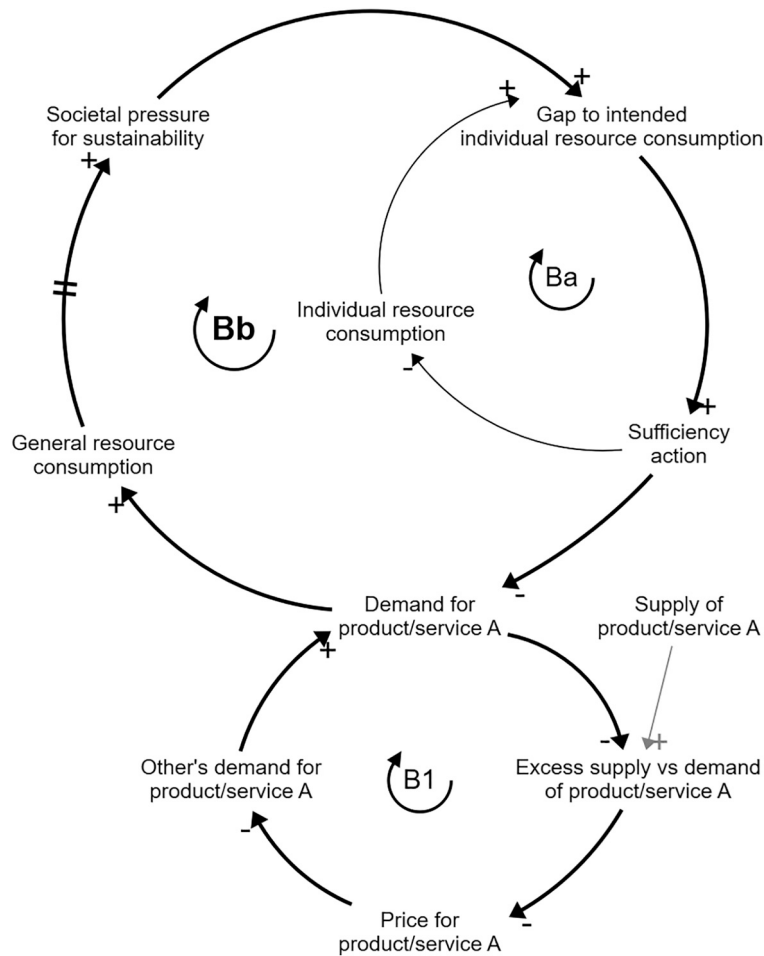 +
+
Societal pressure
for sustainability
+
Gap to intended
individual resource consumption
+
Ba
Individual resource
consumption
-
Bb
+
Sufficiency
action
General resource
consumption
+
-
Demand for
product/service A
+
Supply of
product/service A
-
+
Other's demand for
product/service A
-
B1
Excess supply vs demand
of product/service A
Price for
product/service A
-